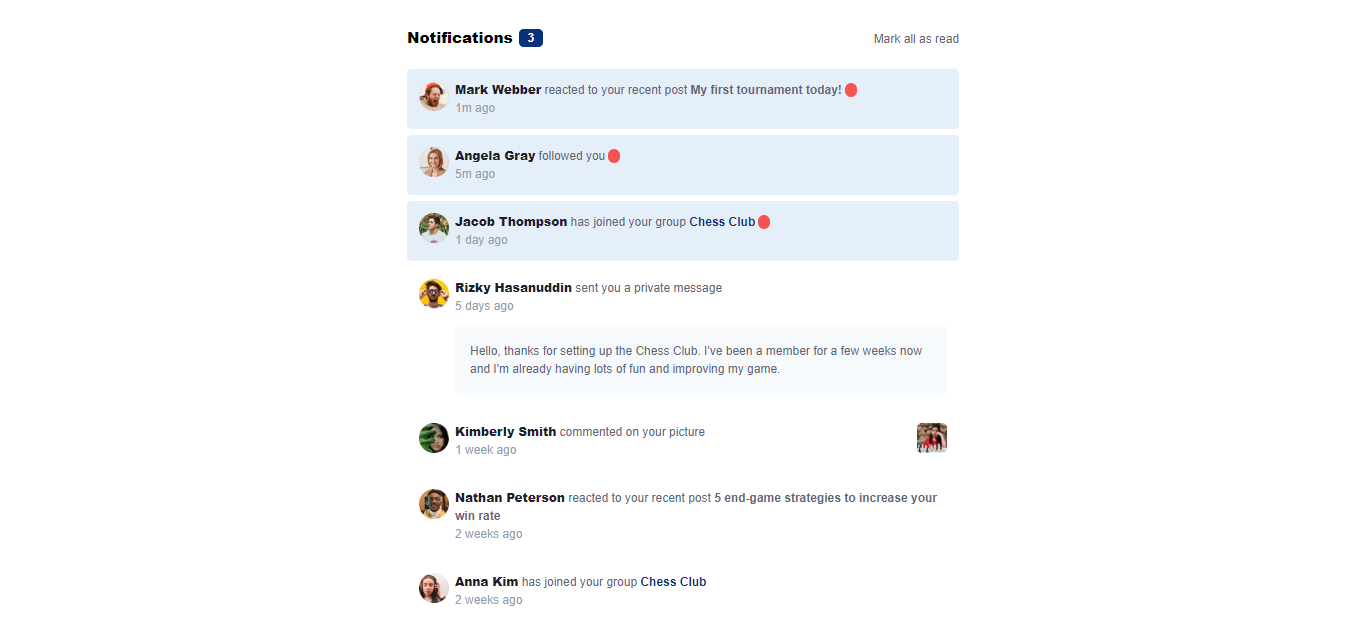 Notifications 3
Mark all as read
Mark Webber reacted to your recent post My first tournament today!
1m ago
Angela Gray followed you
5m ago
Jacob Thompson has joined your group Chess Club
1 day ago
Rizky Hasanuddin sent you a private message
5 days ago
Hello, thanks for setting up the Chess Club. I've been a member for a few weeks now
and I'm already having lots of fun and improving my game.
Kimberly Smith commented on your picture
1 week ago
Nathan Peterson reacted to your recent post 5 end-game strategies to increase your
win rate
2 weeks ago
Anna Kim has joined your group Chess Club
2 weeks ago